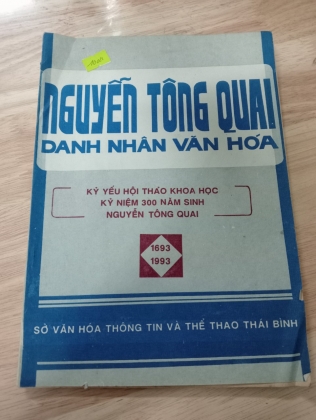 NGUYỄN TÔNG QUAI
DANH NHÂN VĂN HÓA
KỶ YẾU HỘI THẢO KHOA HỌC
KỶ NIỆM 300 NĂM SINH
NGUYỄN TÔNG QUAI
1693
1993
SỞ VĂN HÓA THÔNG TIN VÀ THỂ THAO THÁI BÌNH